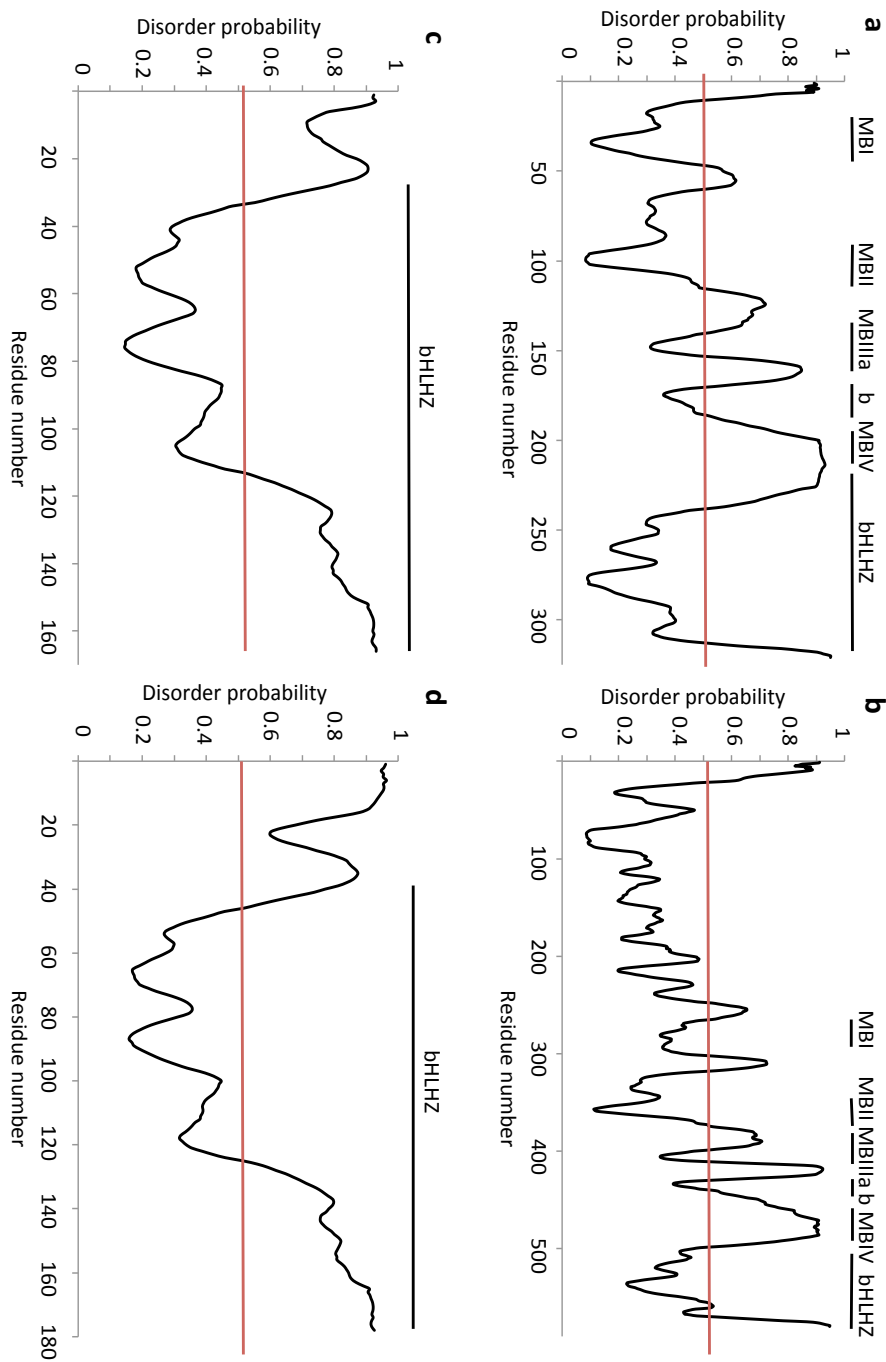 a
MBI MBII MBIIIa b MBIV bHLHZ
Disorder probability
1
0.8
0.6
0.4
0.2
0
50 100 150 200 250 300
Residue number
b
MBI MBII MBIIIa b MBIV bHLHZ
Disorder probability
1
0.8
0.6
0.4
0.2
0
100 200 300 400 500
Residue number
c
bHLHZ
Disorder probability
1
0.8
0.6
0.4
0.2
0
20 40 60 80 100 120 140 160
Residue number
d
bHLHZ
Disorder probability
1
0.8
0.6
0.4
0.2
0
20 40 60 80 100 120 140 160 180
Residue number